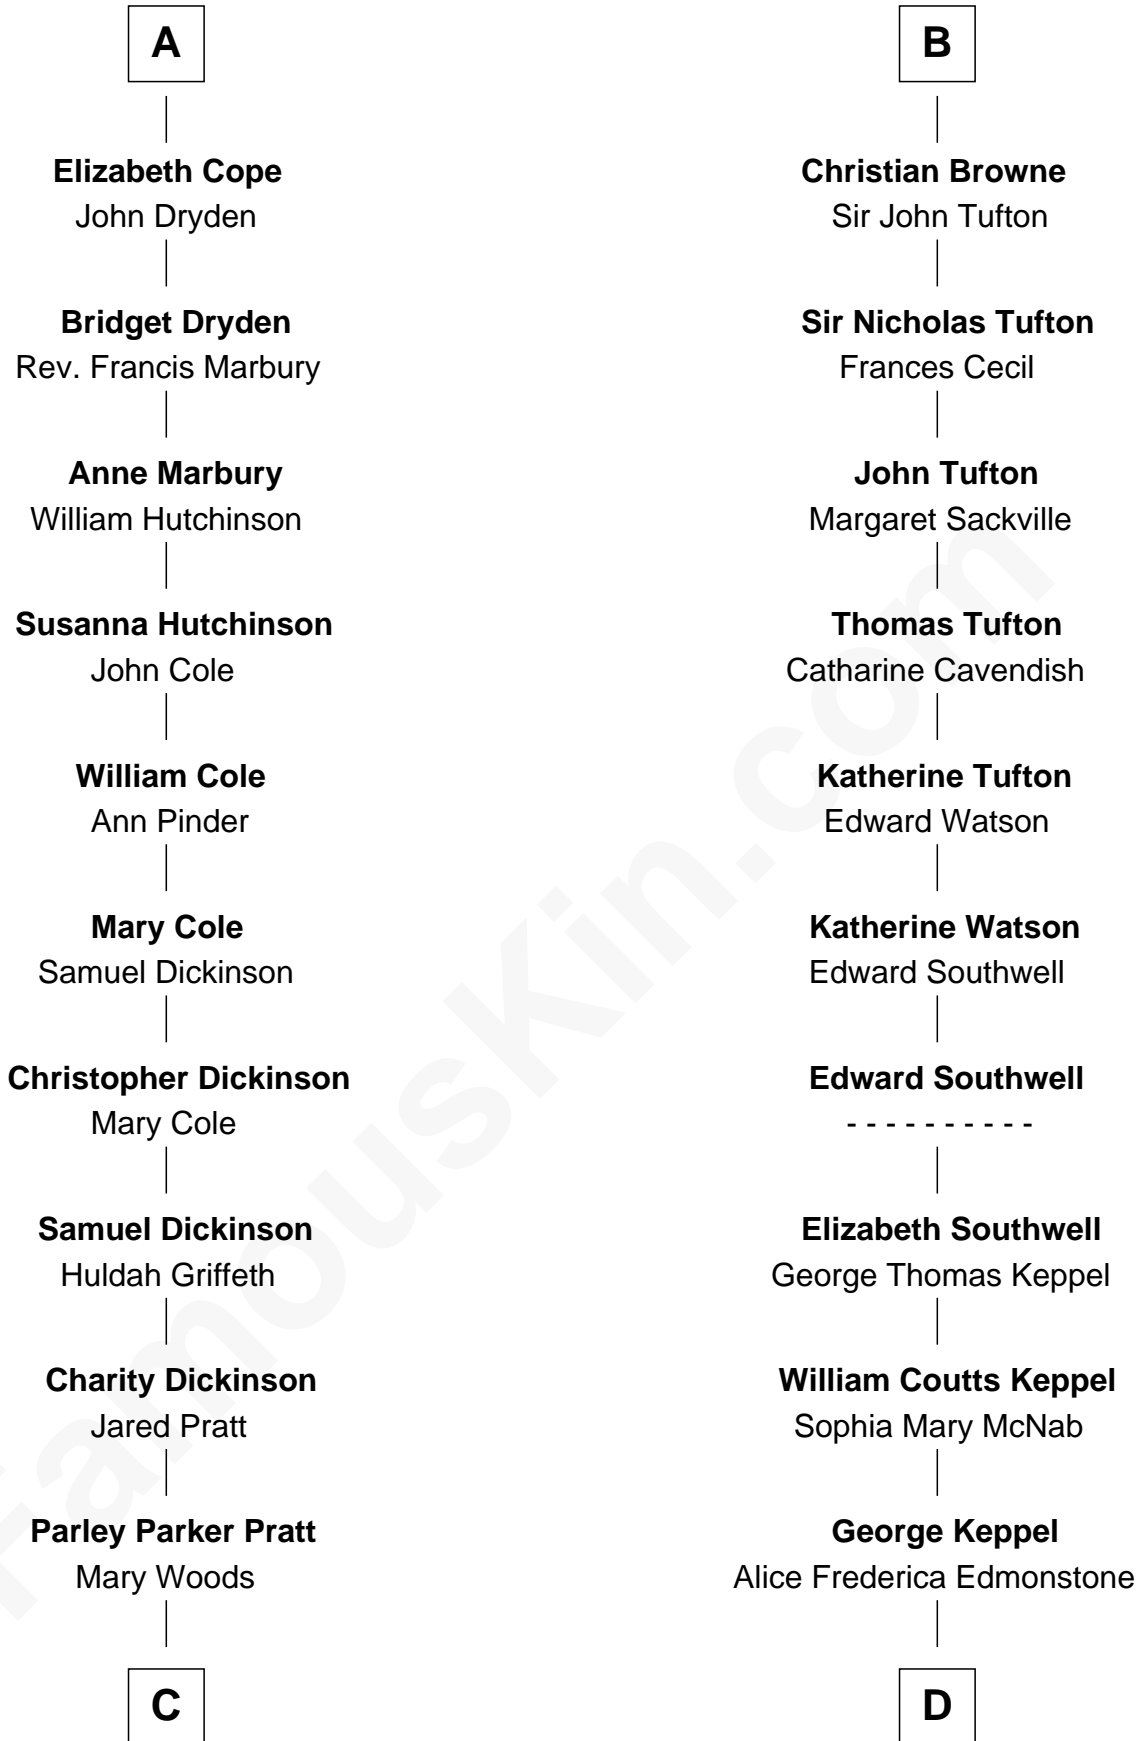 A
Elizabeth Cope
John Dryden
Bridget Dryden
Rev. Francis Marbury
Anne Marbury
William Hutchinson
Susanna Hutchinson
John Cole
William Cole
Ann Pinder
Mary Cole
Samuel Dickinson
Christopher Dickinson
Mary Cole
Samuel Dickinson
Huldah Griffeth
Charity Dickinson
Jared Pratt
Parley Parker Pratt
Mary Woods
C
B
Christian Browne
Sir John Tufton
Sir Nicholas Tufton
Frances Cecil
John Tufton
Margaret Sackville
Thomas Tufton
Catharine Cavendish
Katherine Tufton
Edward Watson
Katherine Watson
Edward Southwell
Edward Southwell
- - - - - - - - - -
Elizabeth Southwell
George Thomas Keppel
William Coutts Keppel
Sophia Mary McNab
George Keppel
Alice Frederica Edmonstone
D
FamousKin.com